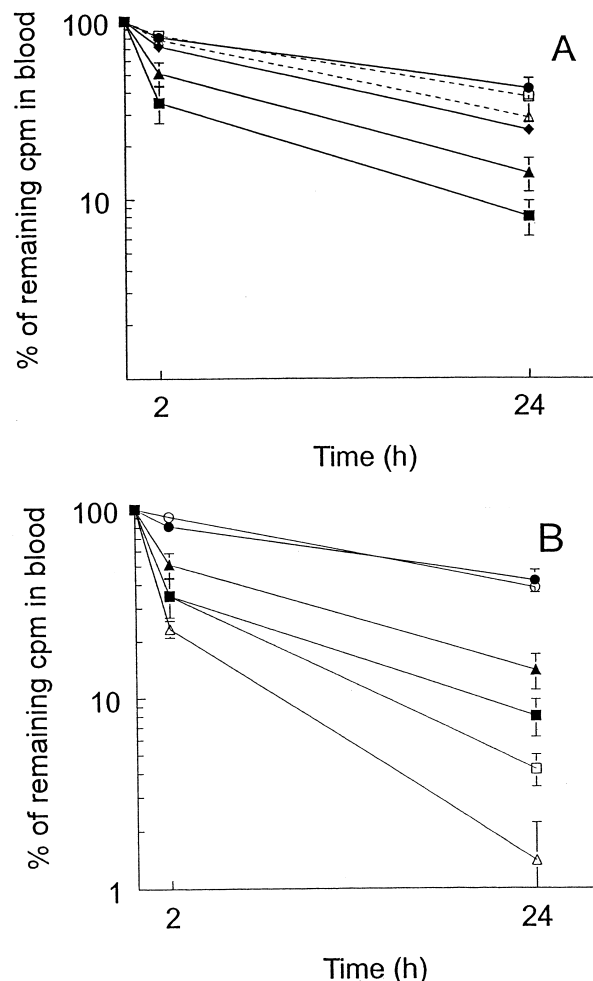 A
% of remaining cpm in blood
100
10
2
24
Time (h)
B
% of remaining cpm in blood
100
10
1
2
24
Time (h)